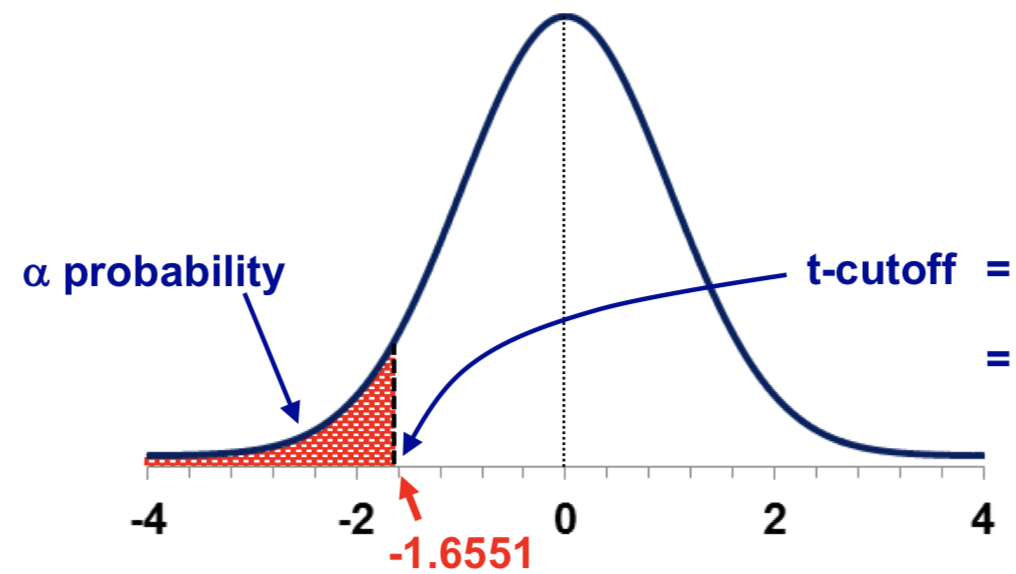 α probability
t-cutoff =
=
-4 -2 0 2 4
-1.6551